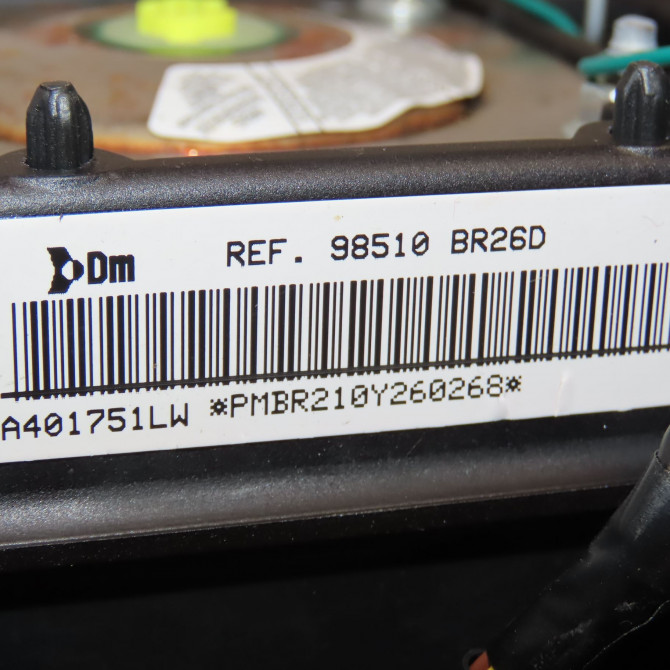 Dm
REF. 98510 BR26D
A401751LW *PMBR210Y260268*